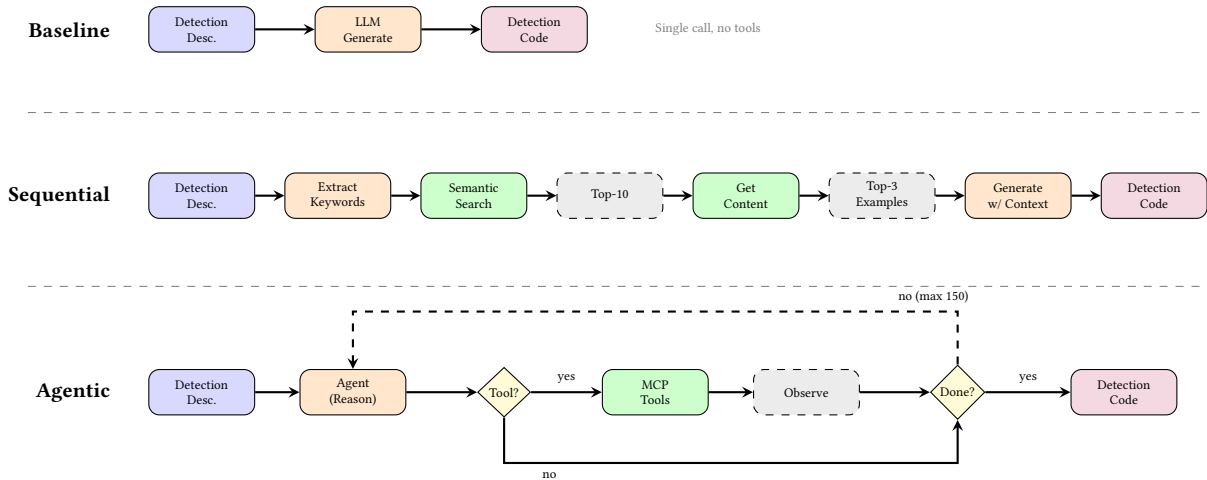 Baseline
Detection
Desc.
LLM
Generate
Detection
Code
Single call, no tools
Sequential
Detection
Desc.
Extract
Keywords
Semantic
Search
Top-10
Get
Content
Top-3
Examples
Generate
w/ Context
Detection
Code
no (max 150)
Agentic
Detection
Desc.
Agent
(Reason)
Tool?
yes
MCP
Tools
Observe
Done?
yes
Detection
Code
no